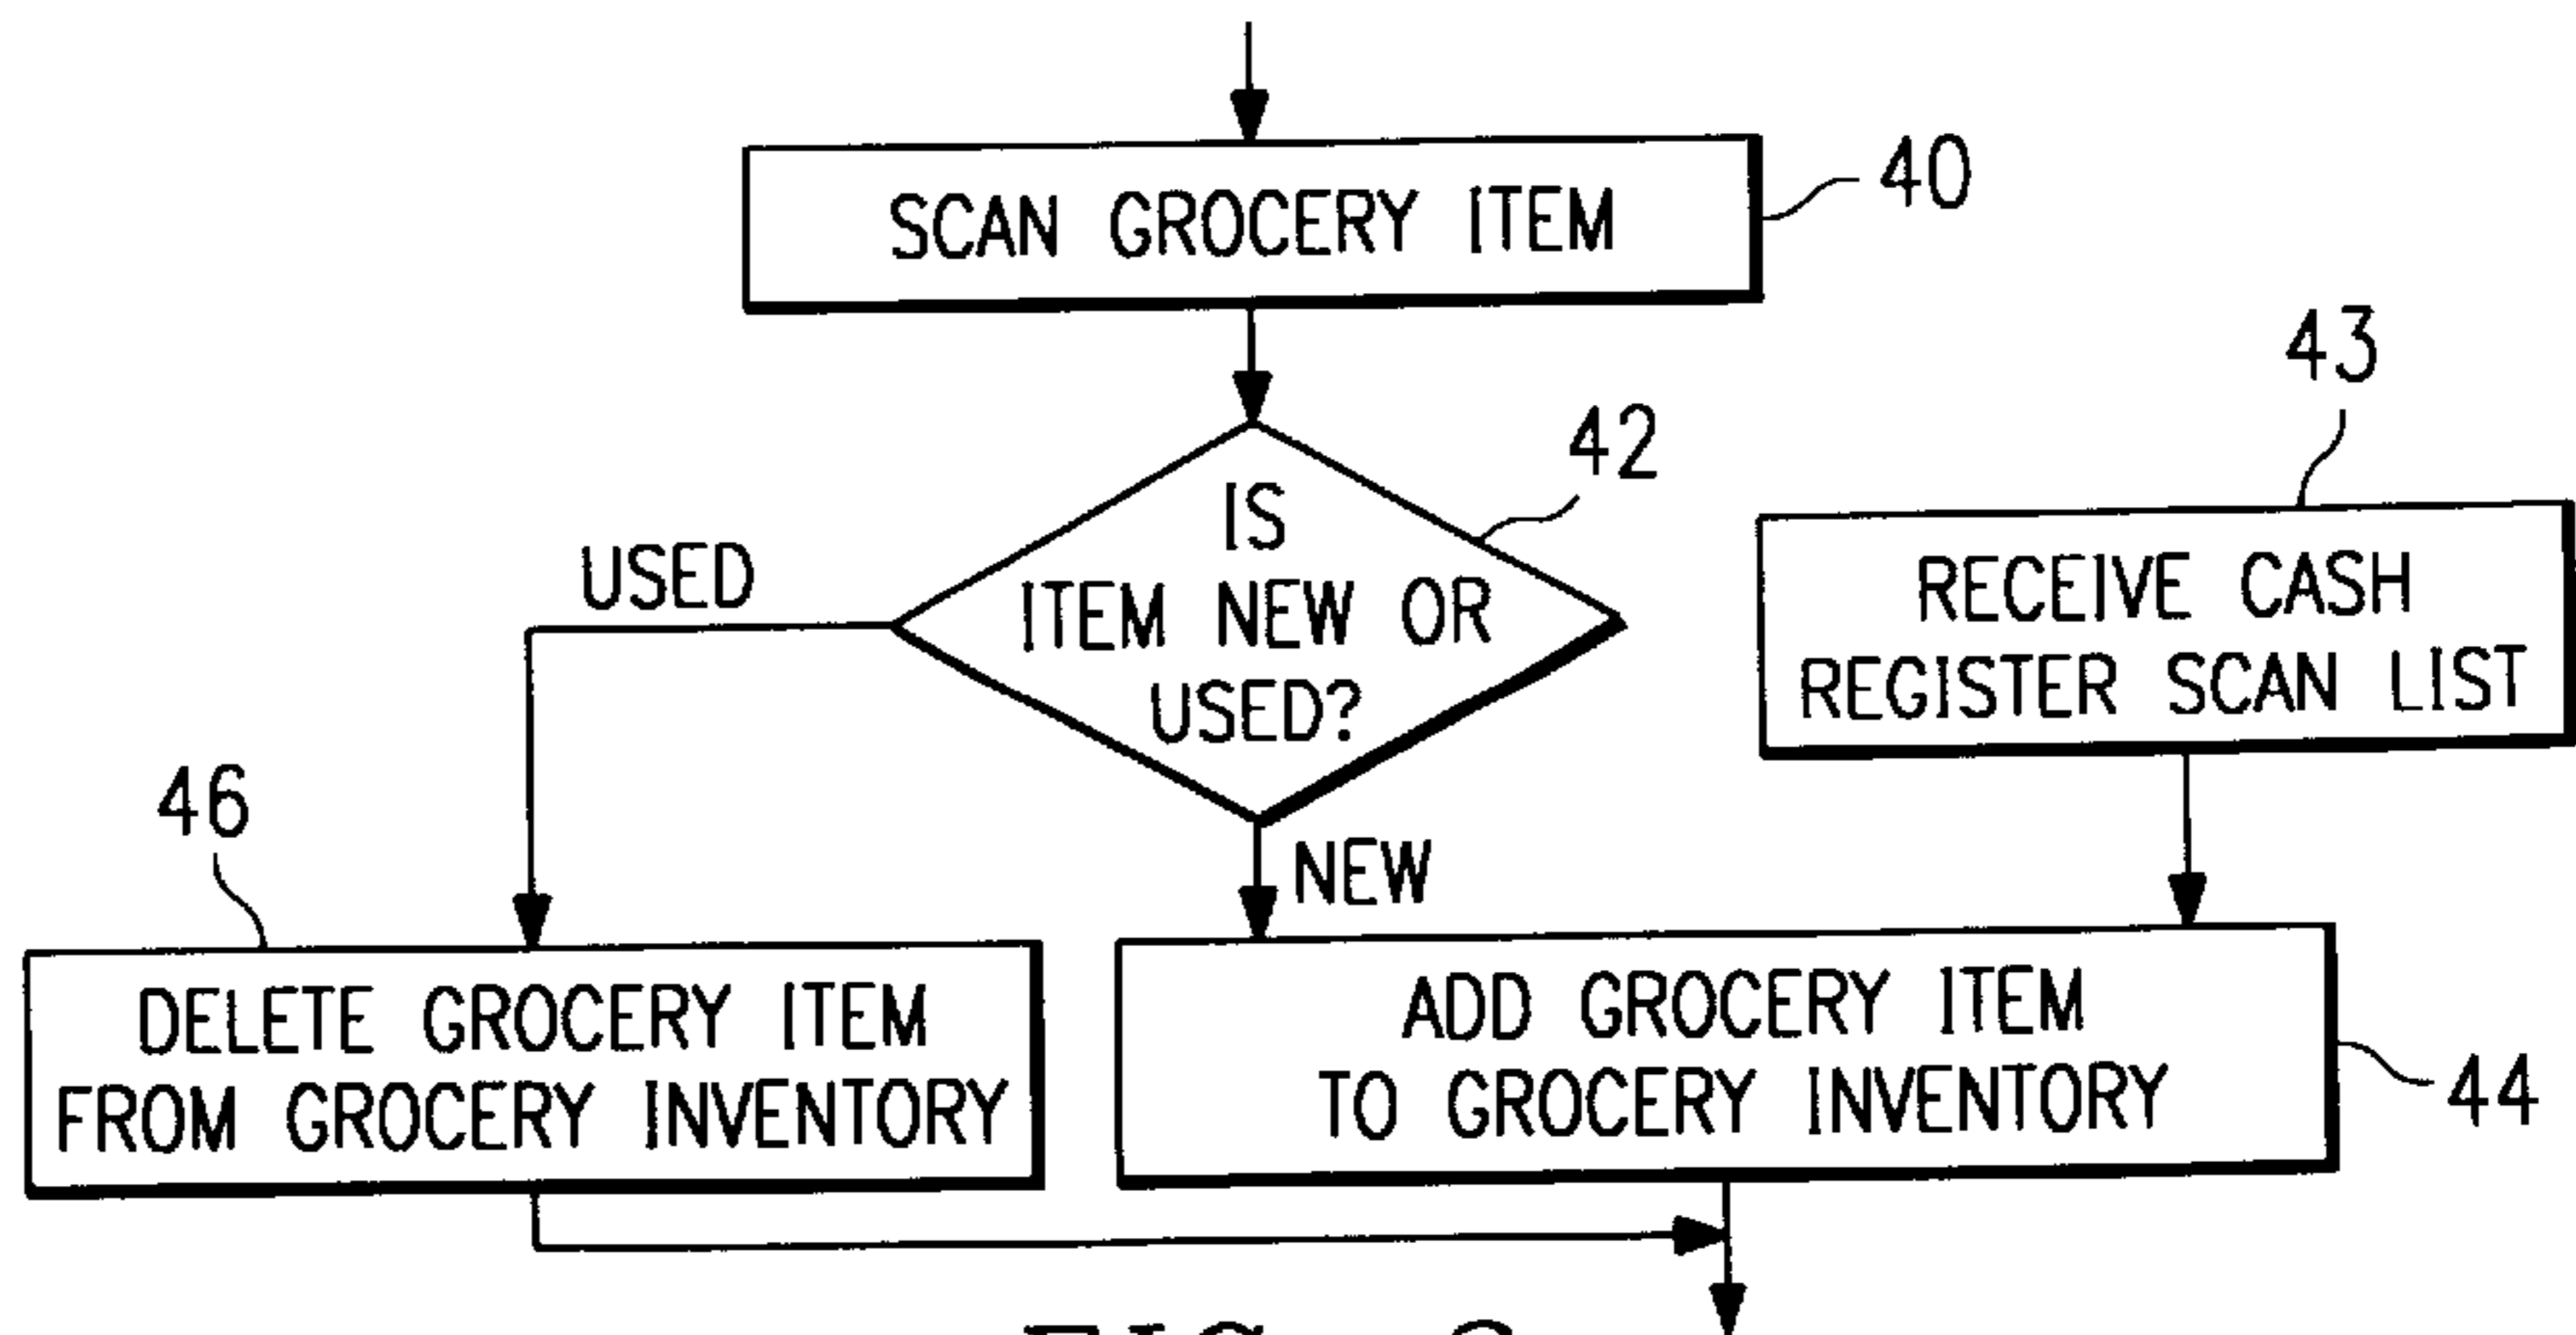 SCAN GROCERY ITEM
40
IS
ITEM NEW OR
USED?
42
USED
NEW
43
RECEIVE CASH
REGISTER SCAN LIST
46
DELETE GROCERY ITEM
FROM GROCERY INVENTORY
ADD GROCERY ITEM
TO GROCERY INVENTORY
44